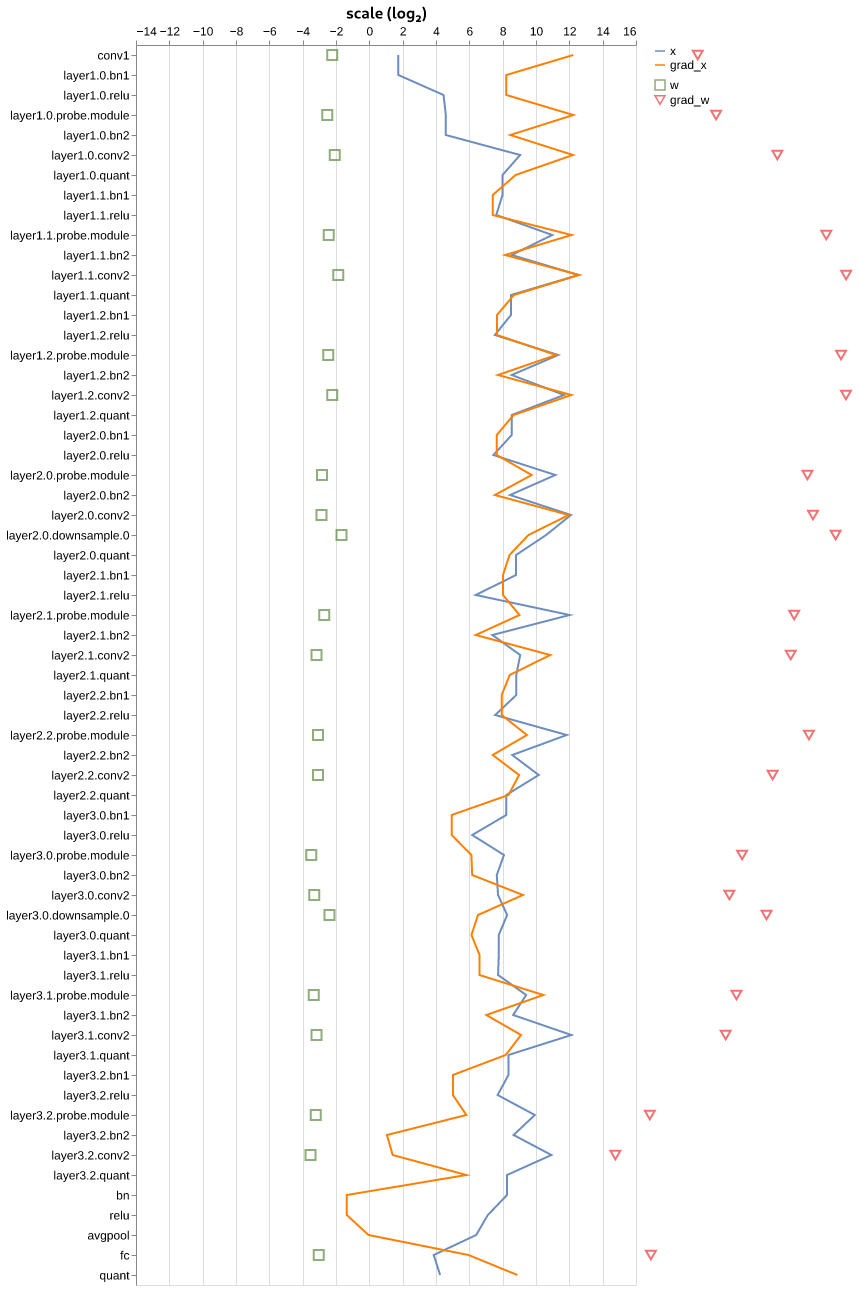 scale (log₂)
−14 −12 −10 −8 −6 −4 −2 0 2 4 6 8 10 12 14 16
x
grad_x
w
grad_w
conv1
layer1.0.bn1
layer1.0.relu
layer1.0.probe.module
layer1.0.bn2
layer1.0.conv2
layer1.0.quant
layer1.1.bn1
layer1.1.relu
layer1.1.probe.module
layer1.1.bn2
layer1.1.conv2
layer1.1.quant
layer1.2.bn1
layer1.2.relu
layer1.2.probe.module
layer1.2.bn2
layer1.2.conv2
layer1.2.quant
layer2.0.bn1
layer2.0.relu
layer2.0.probe.module
layer2.0.bn2
layer2.0.conv2
layer2.0.downsample.0
layer2.0.quant
layer2.1.bn1
layer2.1.relu
layer2.1.probe.module
layer2.1.bn2
layer2.1.conv2
layer2.1.quant
layer2.2.bn1
layer2.2.relu
layer2.2.probe.module
layer2.2.bn2
layer2.2.conv2
layer2.2.quant
layer3.0.bn1
layer3.0.relu
layer3.0.probe.module
layer3.0.bn2
layer3.0.conv2
layer3.0.downsample.0
layer3.0.quant
layer3.1.bn1
layer3.1.relu
layer3.1.probe.module
layer3.1.bn2
layer3.1.conv2
layer3.1.quant
layer3.2.bn1
layer3.2.relu
layer3.2.probe.module
layer3.2.bn2
layer3.2.conv2
layer3.2.quant
bn
relu
avgpool
fc
quant